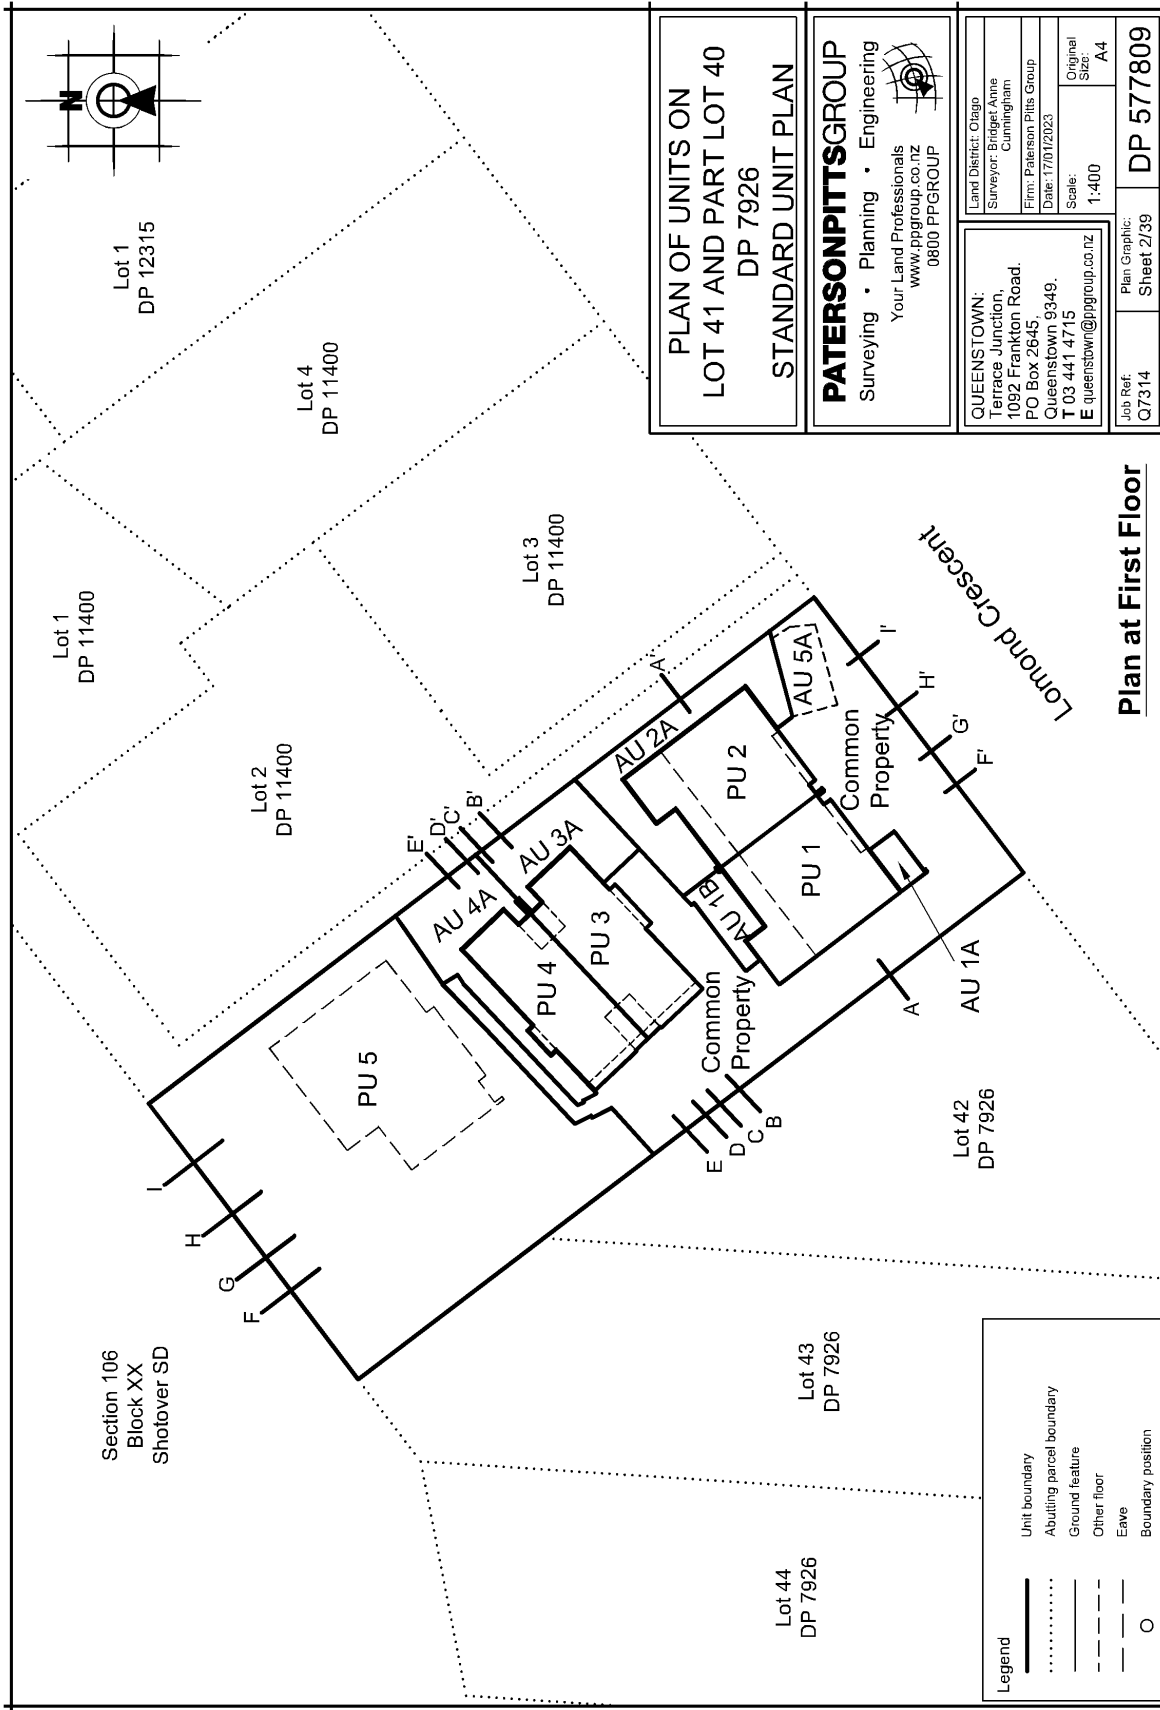 N
Lot 1
DP 12315
Lot 4
DP 11400
Lot 1
DP 11400
Lot 3
DP 11400
Lot 2
DP 11400
Section 106
Block XX
Shotover SD
Lot 44
DP 7926
Lot 43
DP 7926
Lot 42
DP 7926
Lomond Crescent
PU 5
PU 4
PU 3
PU 2
PU 1
AU 4A
AU 3A
AU 2A
AU 1B
AU 5A
AU 1A
Common
Property
Common
Property
I
H
G
F
E
D
C
B
A
E'
D'
C'
B'
A'
I'
H'
G'
F'
Legend
Unit boundary
Abutting parcel boundary
Ground feature
Other floor
Eave
Boundary position
Plan at First Floor
PLAN OF UNITS ON
LOT 41 AND PART LOT 40
DP 7926
STANDARD UNIT PLAN
PATERSONPITTSGROUP
Surveying • Planning • Engineering
Your Land Professionals
www.ppgroup.co.nz
0800 PPGROUP
QUEENSTOWN:
Terrace Junction,
1092 Frankton Road.
PO Box 2645,
Queenstown 9349.
T 03 441 4715
E queenstown@ppgroup.co.nz
Land District: Otago
Surveyor: Bridget Anne
Cunningham
Firm: Paterson Pitts Group
Date: 17/01/2023
Scale:
1:400
Original
Size:
A4
Job Ref:
Q7314
Plan Graphic:
Sheet 2/39
DP 577809